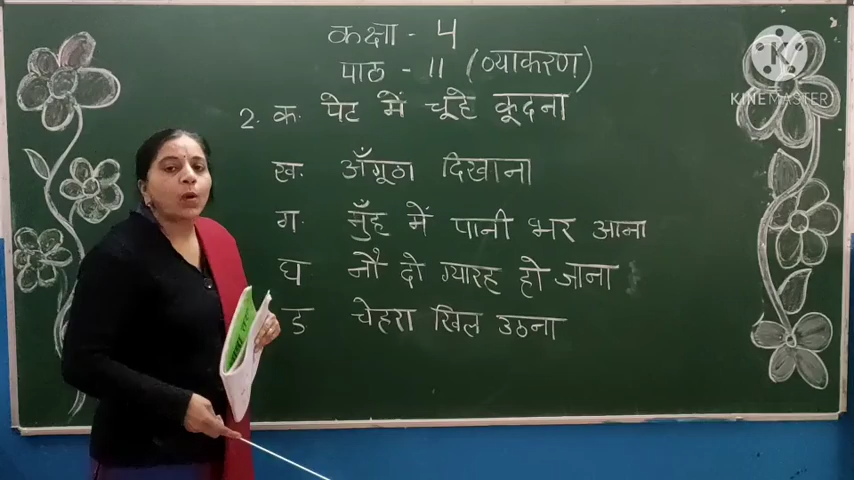 कक्षा - 4
पाठ - 11 (व्याकरण)
2. क. पेट में चूहे कूदना
ख. अँगूठा दिखाना
ग. मुँह में पानी भर आना
घ नौ दो ग्यारह हो जाना
ड चेहरा खिल उठना
KINEMASTER